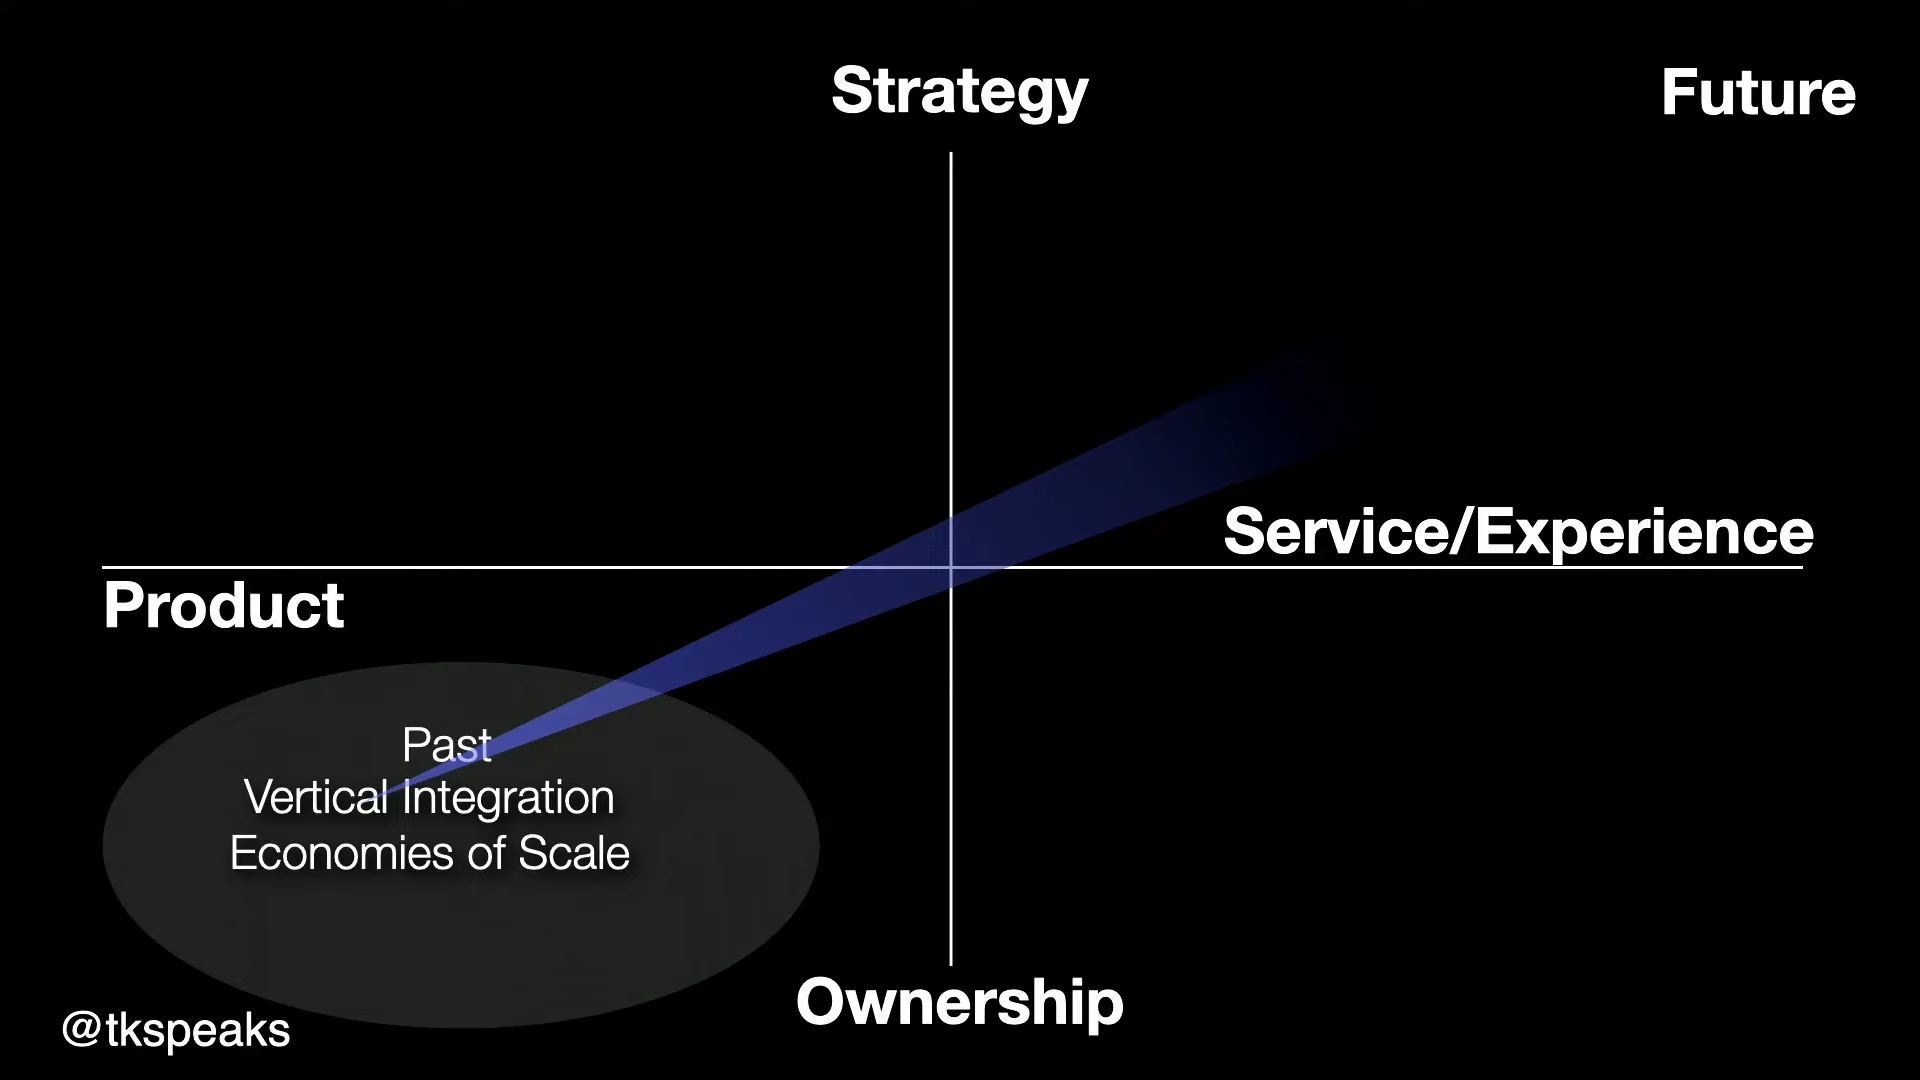 Strategy
Future
Service/Experience
Product
Past
Vertical Integration
Economies of Scale
Ownership
@tkspeaks